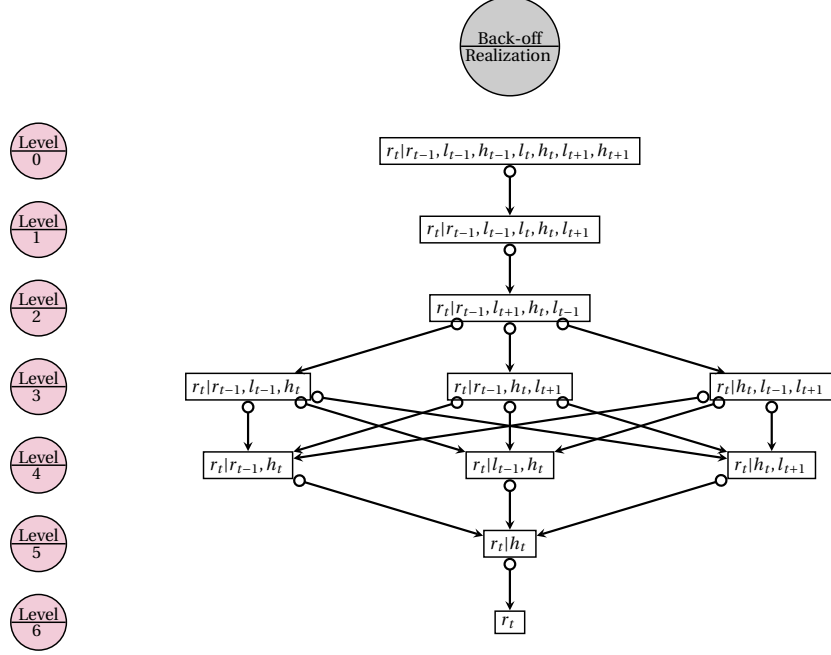 Back-off
Realization
Level
0
r_t|r_{t−1}, l_{t−1}, h_{t−1}, l_t, h_t, l_{t+1}, h_{t+1}
Level
1
r_t|r_{t−1}, l_{t−1}, l_t, h_t, l_{t+1}
Level
2
r_t|r_{t−1}, l_{t+1}, h_t, l_{t−1}
Level
3
r_t|r_{t−1}, l_{t−1}, h_t
r_t|r_{t−1}, h_t, l_{t+1}
r_t|h_t, l_{t−1}, l_{t+1}
Level
4
r_t|r_{t−1}, h_t
r_t|l_{t−1}, h_t
r_t|h_t, l_{t+1}
Level
5
r_t|h_t
Level
6
r_t